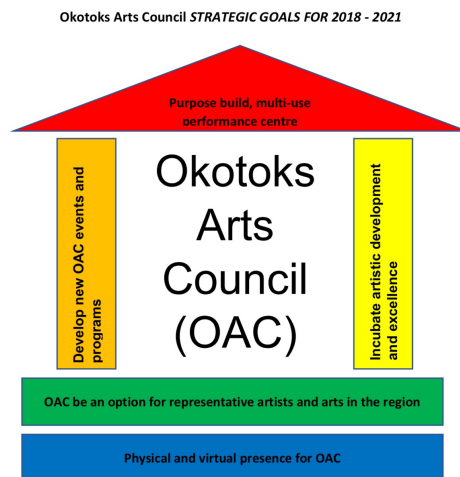 Okotoks Arts Council STRATEGIC GOALS FOR 2018 - 2021
Purpose build, multi-use
performance centre
Develop new OAC events and
programs
Okotoks
Arts
Council
(OAC)
Incubate artistic development
and excellence
OAC be an option for representative artists and arts in the region
Physical and virtual presence for OAC